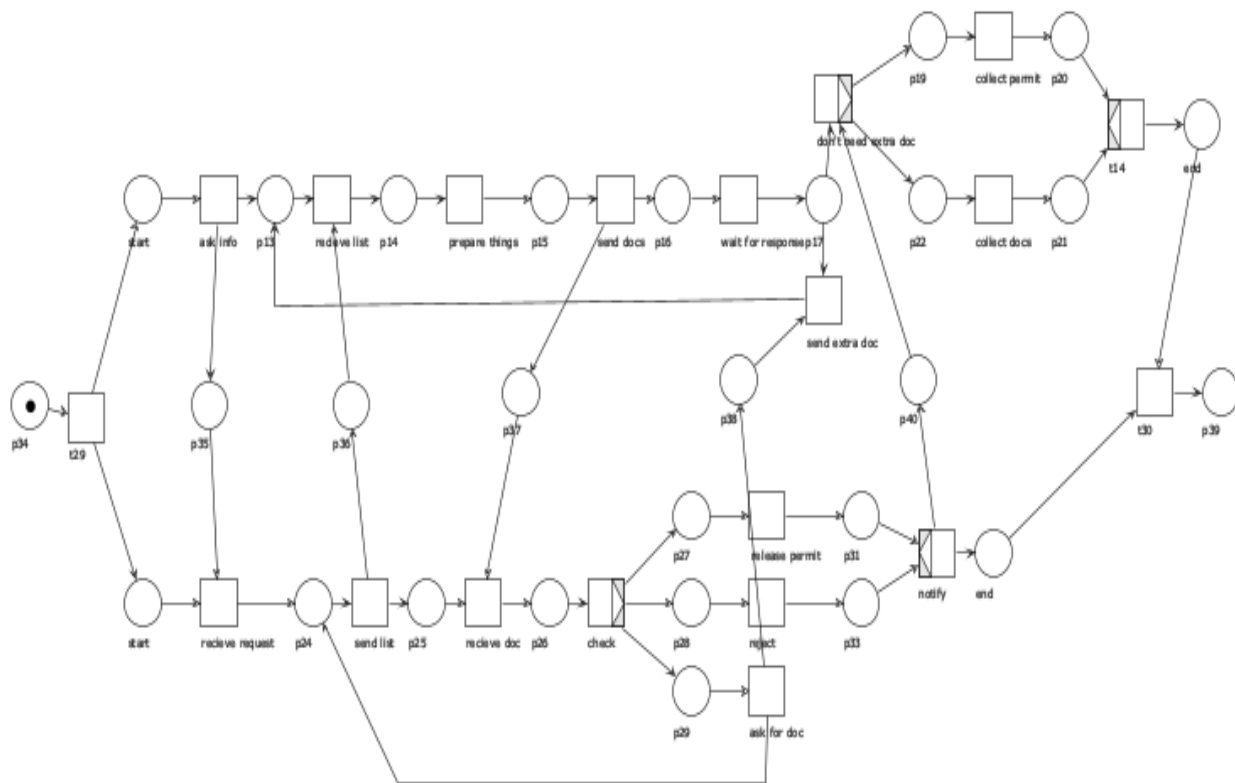 p19
collect permit
p20
don't need extra doc
t14
end
start
ask info
p13
recieve list
p14
prepare things
p15
send docs
p16
wait for response
p17
p22
collect docs
p21
send extra doc
p34
t29
p35
p36
p37
p38
p40
t30
p39
p27
release permit
p31
notify
end
start
recieve request
p24
send list
p25
recieve doc
p26
check
p28
reject
p33
p29
ask for doc